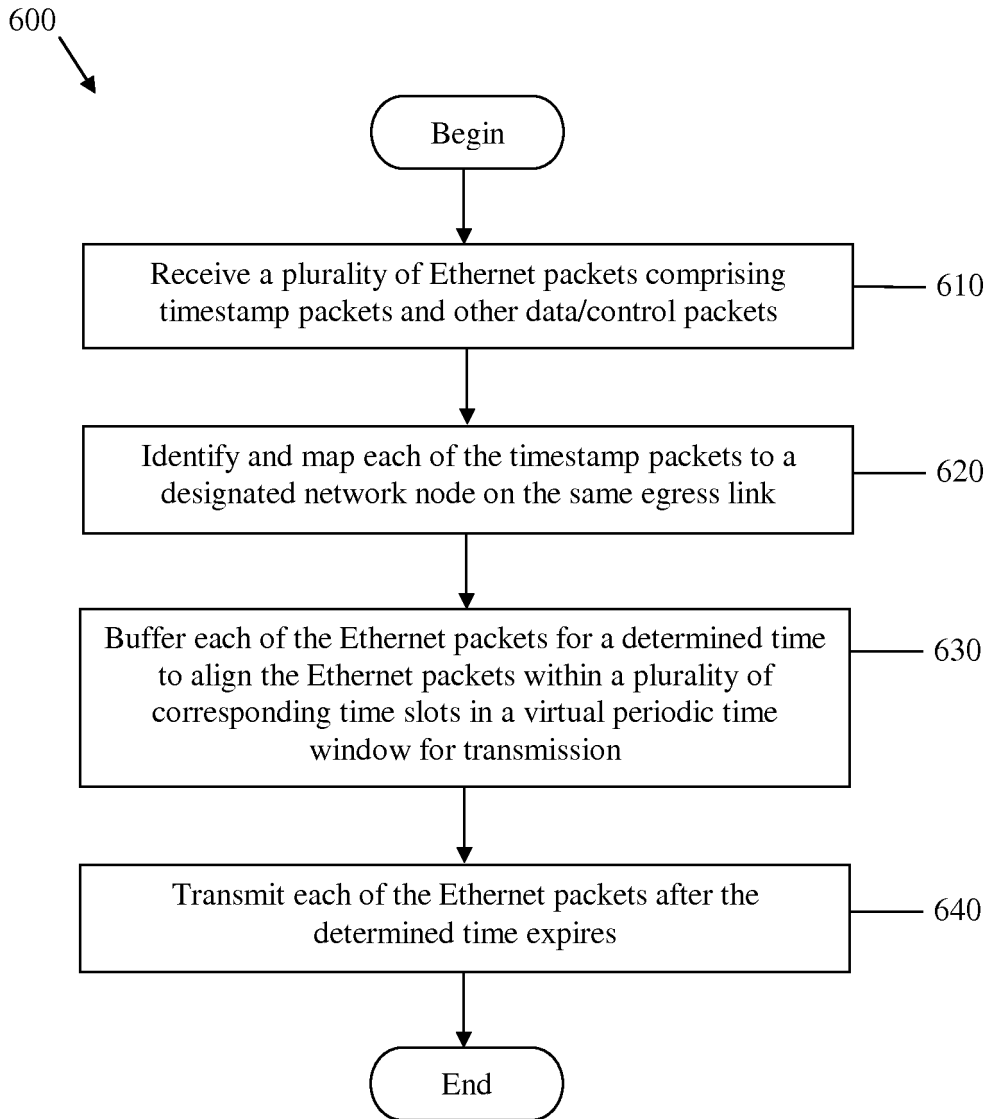 600
Begin
Receive a plurality of Ethernet packets comprising
timestamp packets and other data/control packets
610
Identify and map each of the timestamp packets to a
designated network node on the same egress link
620
Buffer each of the Ethernet packets for a determined time
to align the Ethernet packets within a plurality of
corresponding time slots in a virtual periodic time
window for transmission
630
Transmit each of the Ethernet packets after the
determined time expires
640
End